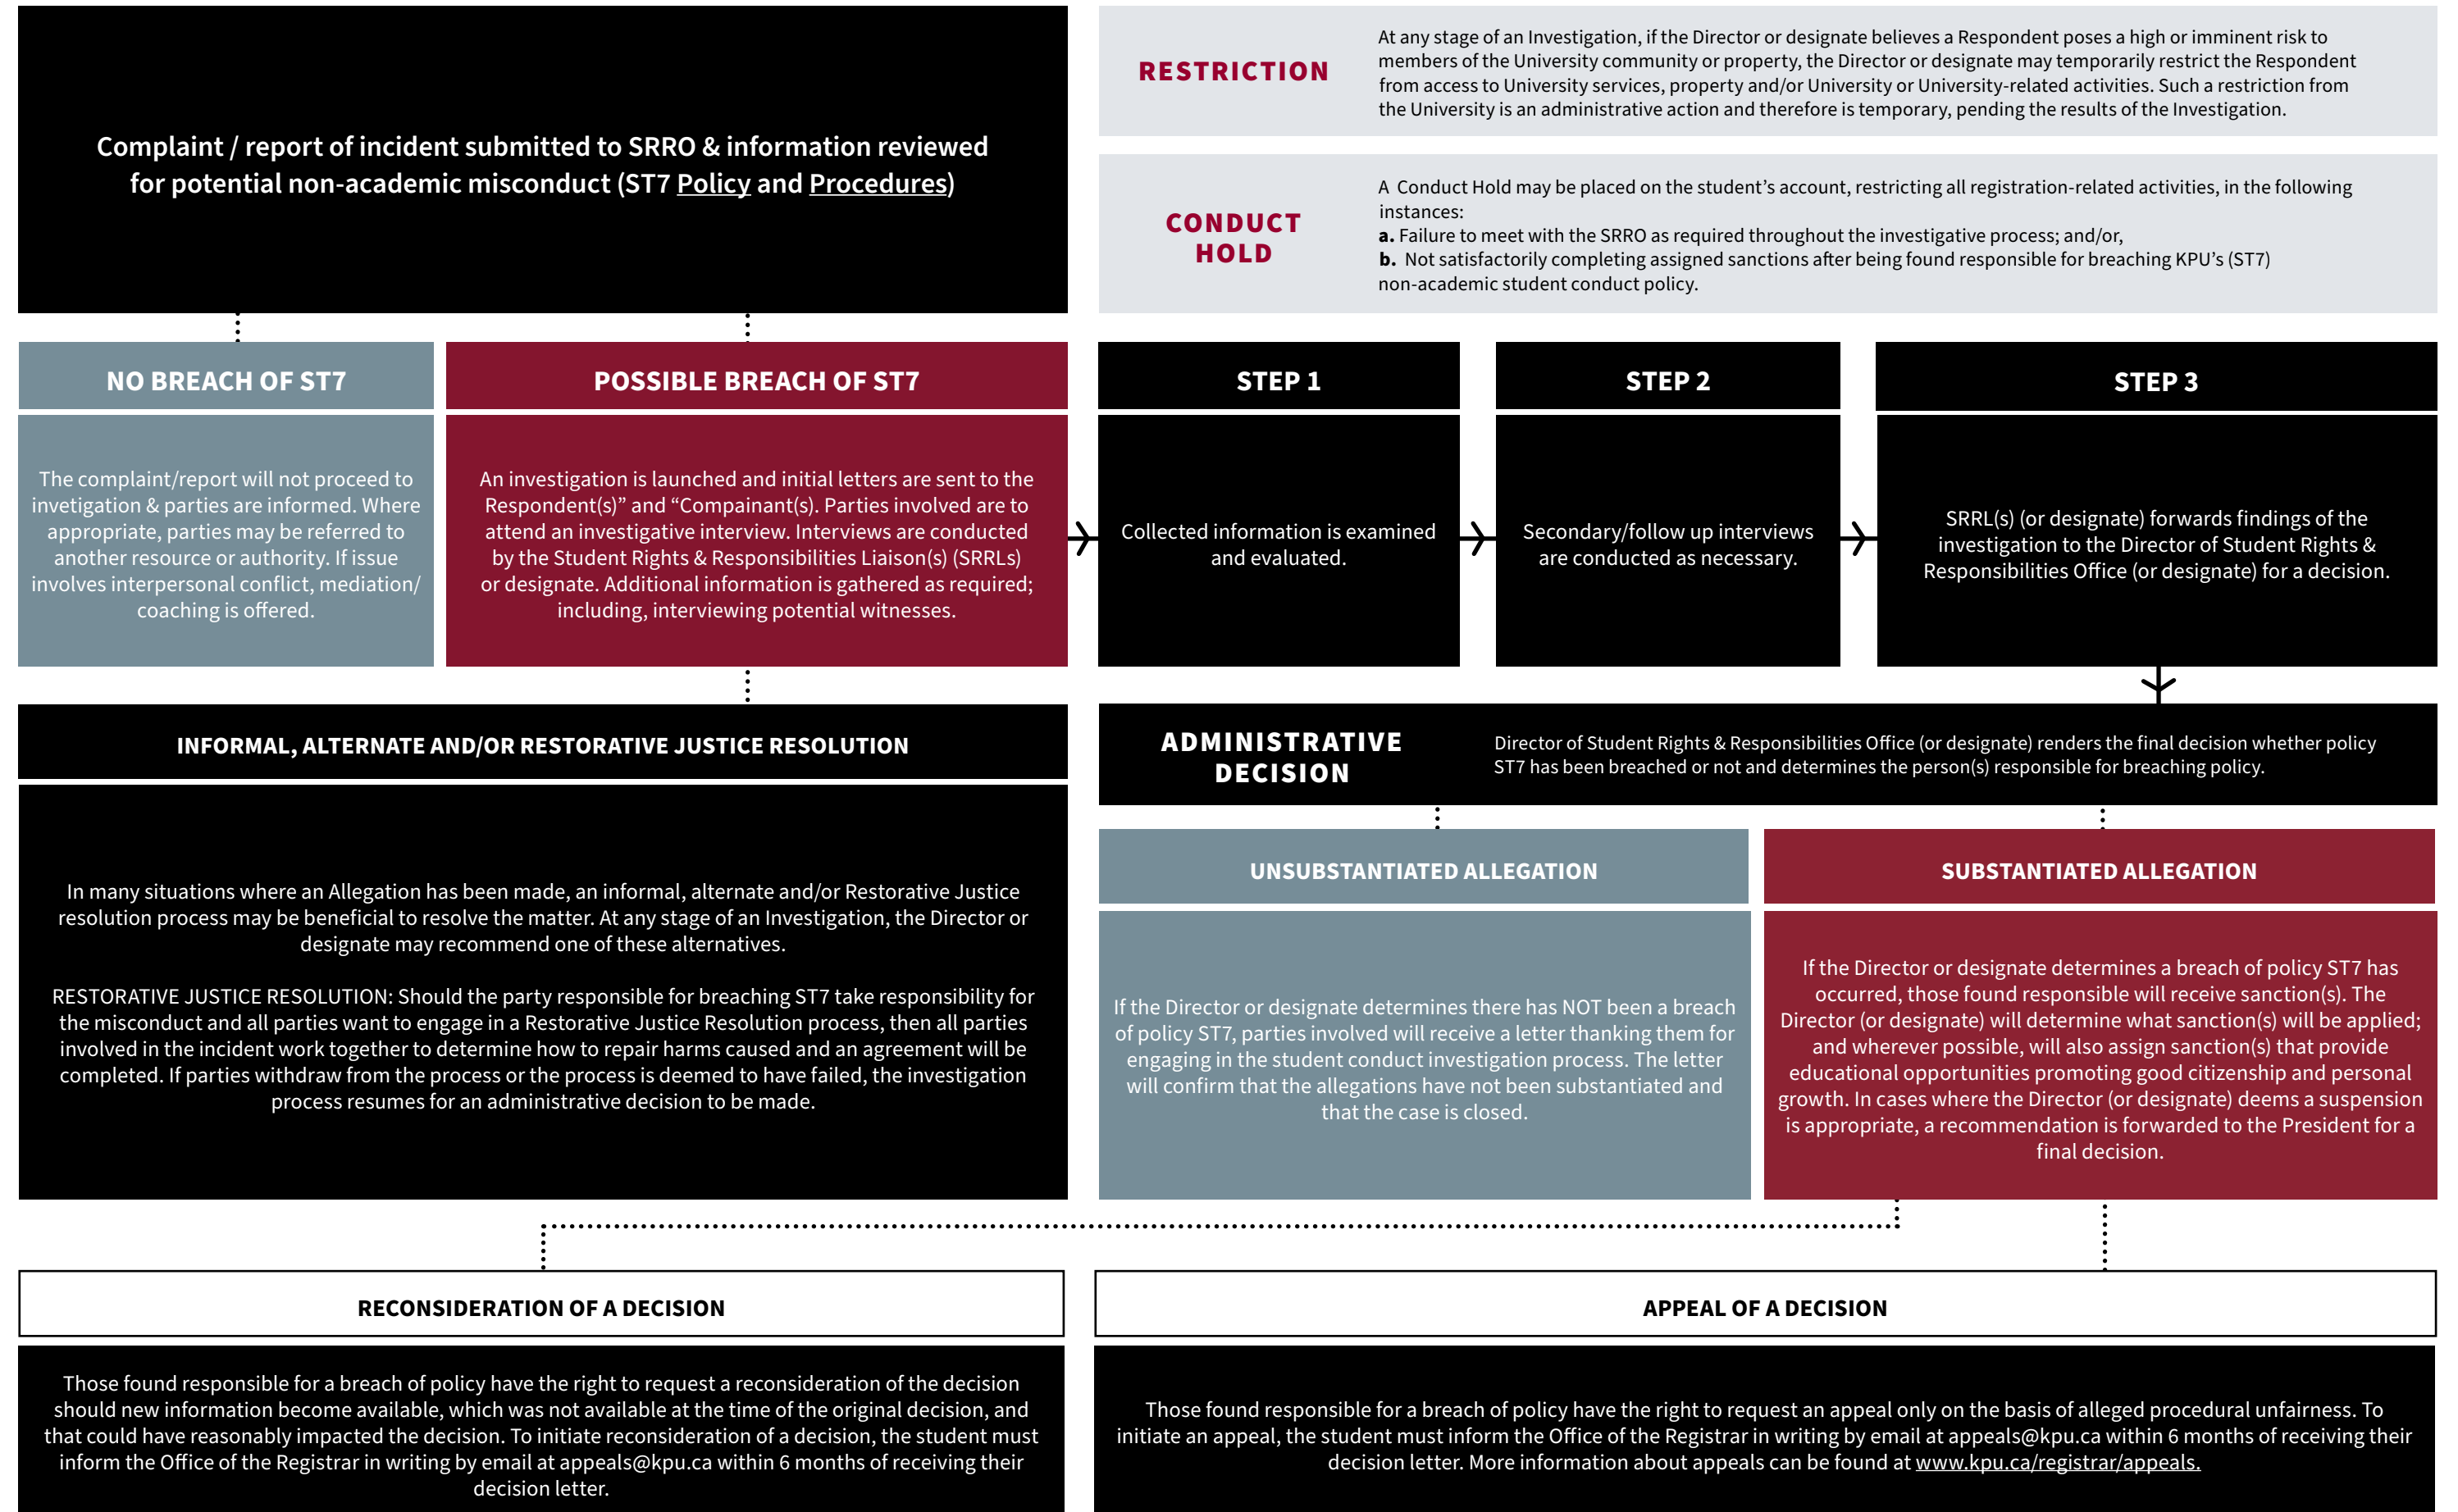 Complaint / report of incident submitted to SRRO & information reviewed
for potential non-academic misconduct (ST7 Policy and Procedures)
RESTRICTION
At any stage of an Investigation, if the Director or designate believes a Respondent poses a high or imminent risk to
members of the University community or property, the Director or designate may temporarily restrict the Respondent
from access to University services, property and/or University or University-related activities. Such a restriction from
the University is an administrative action and therefore is temporary, pending the results of the Investigation.
CONDUCT
HOLD
A Conduct Hold may be placed on the student's account, restricting all registration-related activities, in the following
instances:
a. Failure to meet with the SRRO as required throughout the investigative process; and/or,
b. Not satisfactorily completing assigned sanctions after being found responsible for breaching KPU's (ST7)
non-academic student conduct policy.
NO BREACH OF ST7
The complaint/report will not proceed to
invetigation & parties are informed. Where
appropriate, parties may be referred to
another resource or authority. If issue
involves interpersonal conflict, mediation/
coaching is offered.
POSSIBLE BREACH OF ST7
An investigation is launched and initial letters are sent to the
Respondent(s)” and “Compainant(s). Parties involved are to
attend an investigative interview. Interviews are conducted
by the Student Rights & Responsibilities Liaison(s) (SRRLs)
or designate. Additional information is gathered as required;
including, interviewing potential witnesses.
STEP 1
Collected information is examined
and evaluated.
STEP 2
Secondary/follow up interviews
are conducted as necessary.
STEP 3
SRRL(s) (or designate) forwards findings of the
investigation to the Director of Student Rights &
Responsibilities Office (or designate) for a decision.
INFORMAL, ALTERNATE AND/OR RESTORATIVE JUSTICE RESOLUTION
In many situations where an Allegation has been made, an informal, alternate and/or Restorative Justice
resolution process may be beneficial to resolve the matter. At any stage of an Investigation, the Director or
designate may recommend one of these alternatives.
RESTORATIVE JUSTICE RESOLUTION: Should the party responsible for breaching ST7 take responsibility for
the misconduct and all parties want to engage in a Restorative Justice Resolution process, then all parties
involved in the incident work together to determine how to repair harms caused and an agreement will be
completed. If parties withdraw from the process or the process is deemed to have failed, the investigation
process resumes for an administrative decision to be made.
ADMINISTRATIVE
DECISION
Director of Student Rights & Responsibilities Office (or designate) renders the final decision whether policy
ST7 has been breached or not and determines the person(s) responsible for breaching policy.
UNSUBSTANTIATED ALLEGATION
If the Director or designate determines there has NOT been a breach
of policy ST7, parties involved will receive a letter thanking them for
engaging in the student conduct investigation process. The letter
will confirm that the allegations have not been substantiated and
that the case is closed.
SUBSTANTIATED ALLEGATION
If the Director or designate determines a breach of policy ST7 has
occurred, those found responsible will receive sanction(s). The
Director (or designate) will determine what sanction(s) will be applied;
and wherever possible, will also assign sanction(s) that provide
educational opportunities promoting good citizenship and personal
growth. In cases where the Director (or designate) deems a suspension
is appropriate, a recommendation is forwarded to the President for a
final decision.
RECONSIDERATION OF A DECISION
Those found responsible for a breach of policy have the right to request a reconsideration of the decision
should new information become available, which was not available at the time of the original decision, and
that could have reasonably impacted the decision. To initiate reconsideration of a decision, the student must
inform the Office of the Registrar in writing by email at appeals@kpu.ca within 6 months of receiving their
decision letter.
APPEAL OF A DECISION
Those found responsible for a breach of policy have the right to request an appeal only on the basis of alleged procedural unfairness. To
initiate an appeal, the student must inform the Office of the Registrar in writing by email at appeals@kpu.ca within 6 months of receiving their
decision letter. More information about appeals can be found at www.kpu.ca/registrar/appeals.